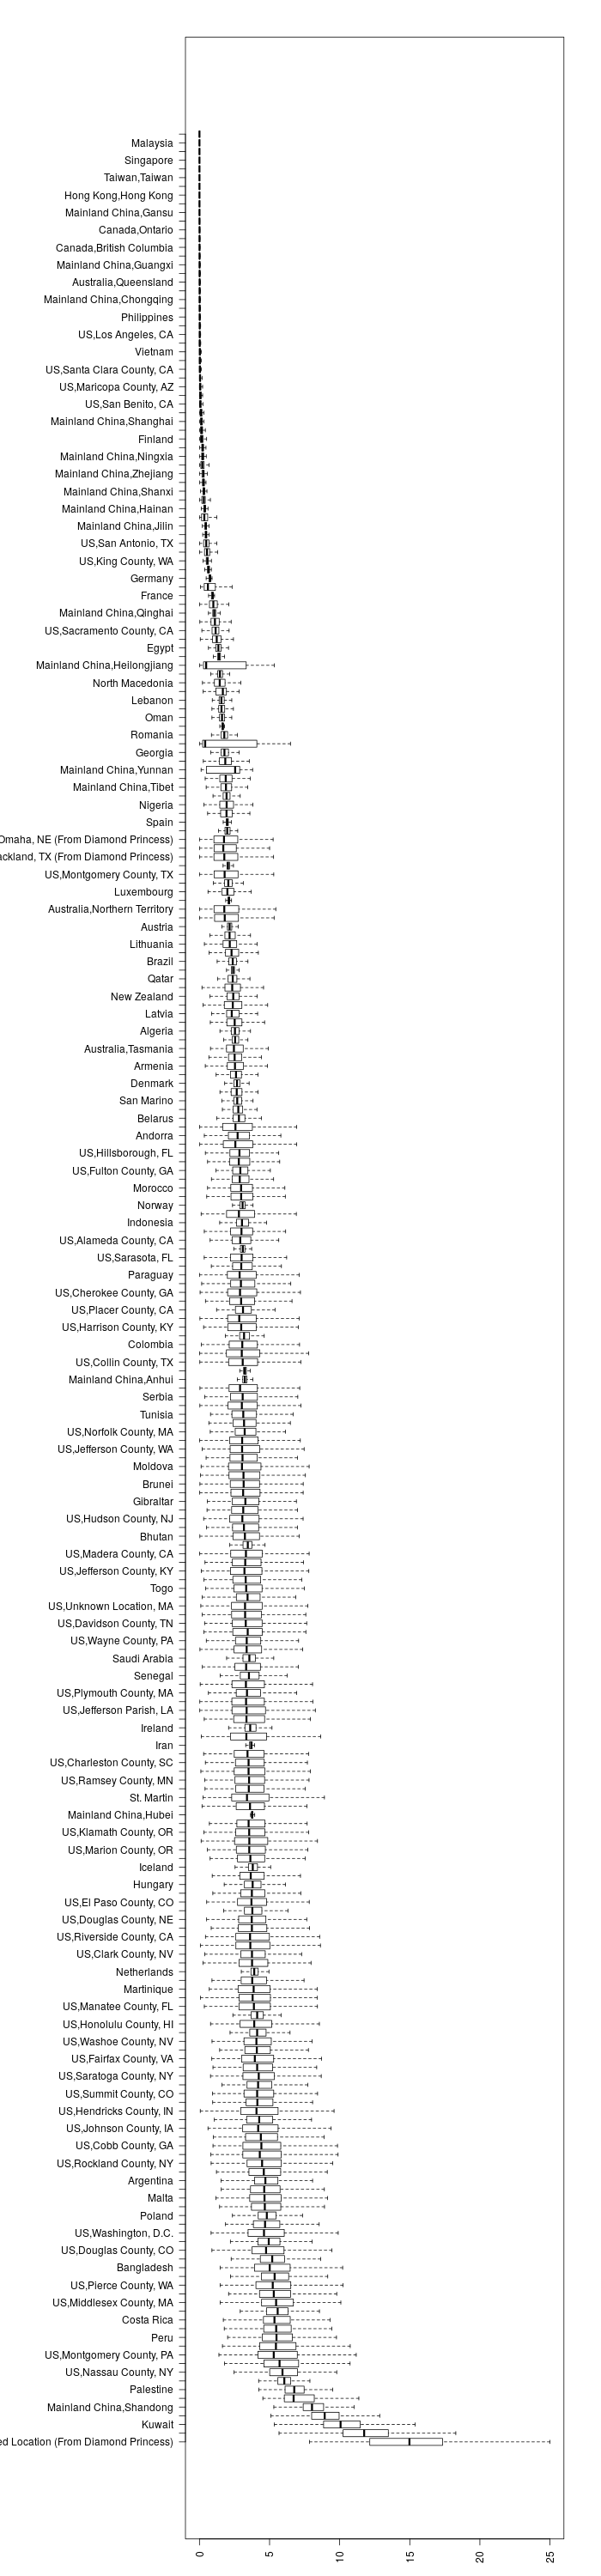 Malaysia
Singapore
Taiwan,Taiwan
Hong Kong,Hong Kong
Mainland China,Gansu
Canada,Ontario
Canada,British Columbia
Mainland China,Guangxi
Australia,Queensland
Mainland China,Chongqing
Philippines
US,Los Angeles, CA
Vietnam
US,Santa Clara County, CA
US,Maricopa County, AZ
US,San Benito, CA
Mainland China,Shanghai
Finland
Mainland China,Ningxia
Mainland China,Zhejiang
Mainland China,Shanxi
Mainland China,Hainan
Mainland China,Jilin
US,San Antonio, TX
US,King County, WA
Germany
France
Mainland China,Qinghai
US,Sacramento County, CA
Egypt
Mainland China,Heilongjiang
North Macedonia
Lebanon
Oman
Romania
Georgia
Mainland China,Yunnan
Mainland China,Tibet
Nigeria
Spain
Omaha, NE (From Diamond Princess)
ackland, TX (From Diamond Princess)
US,Montgomery County, TX
Luxembourg
Australia,Northern Territory
Austria
Lithuania
Brazil
Qatar
New Zealand
Latvia
Algeria
Australia,Tasmania
Armenia
Denmark
San Marino
Belarus
Andorra
US,Hillsborough, FL
US,Fulton County, GA
Morocco
Norway
Indonesia
US,Alameda County, CA
US,Sarasota, FL
Paraguay
US,Cherokee County, GA
US,Placer County, CA
US,Harrison County, KY
Colombia
US,Collin County, TX
Mainland China,Anhui
Serbia
Tunisia
US,Norfolk County, MA
US,Jefferson County, WA
Moldova
Brunei
Gibraltar
US,Hudson County, NJ
Bhutan
US,Madera County, CA
US,Jefferson County, KY
Togo
US,Unknown Location, MA
US,Davidson County, TN
US,Wayne County, PA
Saudi Arabia
Senegal
US,Plymouth County, MA
US,Jefferson Parish, LA
Ireland
Iran
US,Charleston County, SC
US,Ramsey County, MN
St. Martin
Mainland China,Hubei
US,Klamath County, OR
US,Marion County, OR
Iceland
Hungary
US,El Paso County, CO
US,Douglas County, NE
US,Riverside County, CA
US,Clark County, NV
Netherlands
Martinique
US,Manatee County, FL
US,Honolulu County, HI
US,Washoe County, NV
US,Fairfax County, VA
US,Saratoga County, NY
US,Summit County, CO
US,Hendricks County, IN
US,Johnson County, IA
US,Cobb County, GA
US,Rockland County, NY
Argentina
Malta
Poland
US,Washington, D.C.
US,Douglas County, CO
Bangladesh
US,Pierce County, WA
US,Middlesex County, MA
Costa Rica
Peru
US,Montgomery County, PA
US,Nassau County, NY
Palestine
Mainland China,Shandong
Kuwait
ed Location (From Diamond Princess)
0 5 10 15 20 25